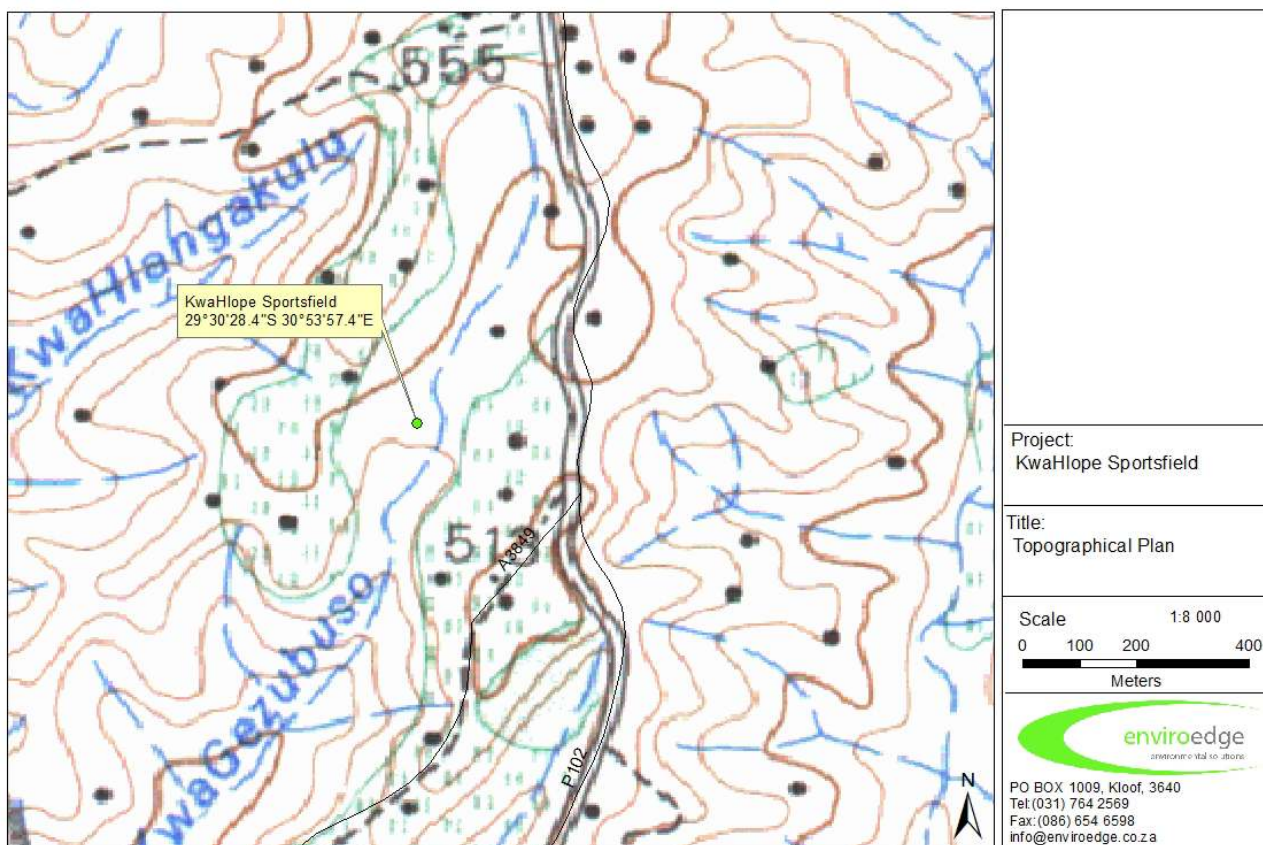 555
KwaHlangakulu
KwaHlope Sportsfield
29°30'28.4"S 30°53'57.4"E
513
A3849
KwaGezubuso
P102
N
Project:
KwaHlope Sportsfield
Title:
Topographical Plan
Scale 1:8 000
0 100 200 400
Meters
enviroedge
environmental solutions
PO BOX 1009, Kloof, 3640
Tel:(031) 764 2569
Fax:(086) 654 6598
info@enviroedge.co.za